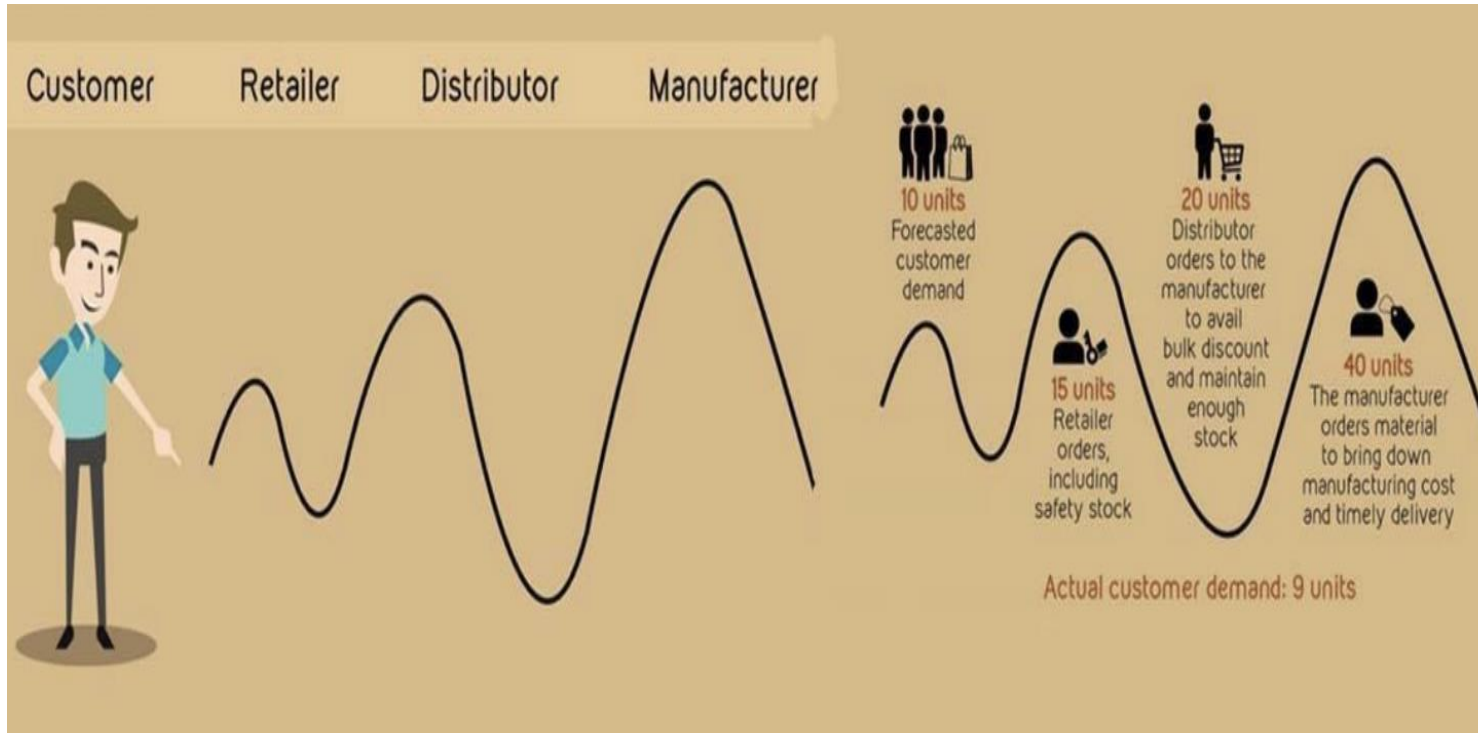 Customer Retailer Distributor Manufacturer
10 units
Forecasted
customer
demand
15 units
Retailer
orders,
including
safety stock
20 units
Distributor
orders to the
manufacturer
to avail
bulk discount
and maintain
enough
stock
40 units
The manufacturer
orders material
to bring down
manufacturing cost
and timely delivery
Actual customer demand: 9 units